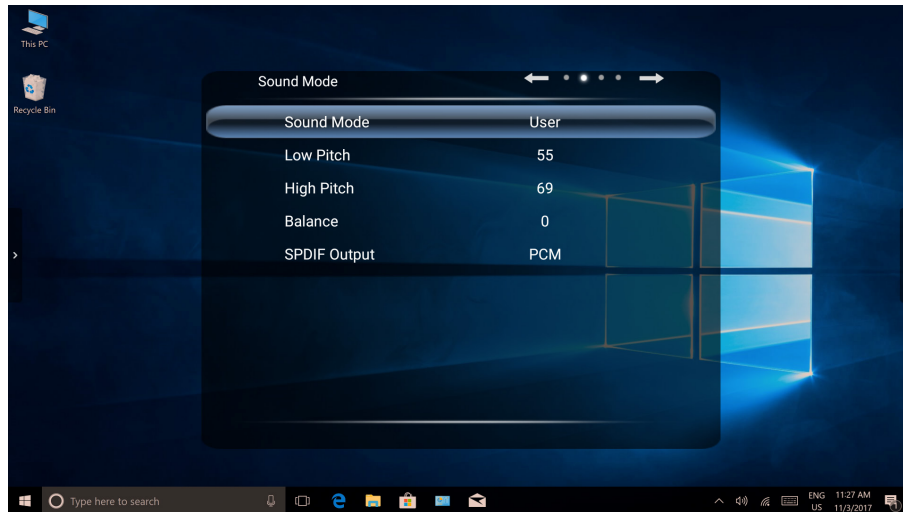 This PC
Recycle Bin
Sound Mode
Sound Mode User
Low Pitch 55
High Pitch 69
Balance 0
SPDIF Output PCM
Type here to search
ENG 11:27 AM
US 11/3/2017
1